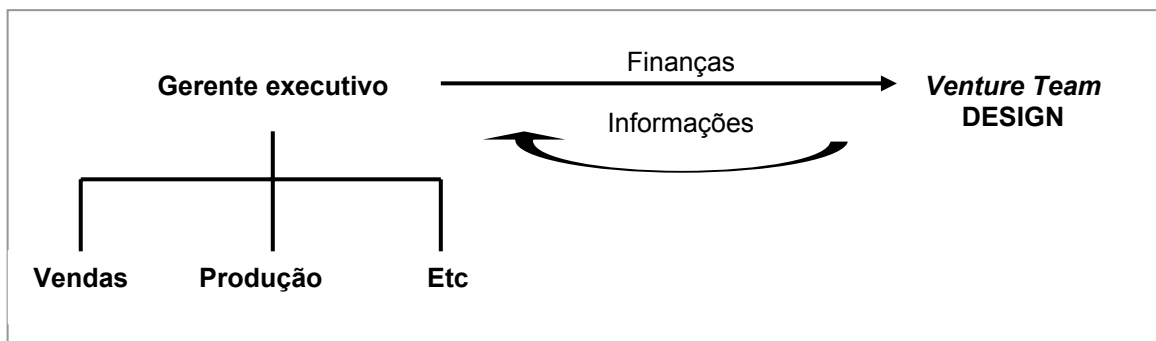 Finanças
Gerente executivo
Venture Team
DESIGN
Informações
Vendas
Produção
Etc